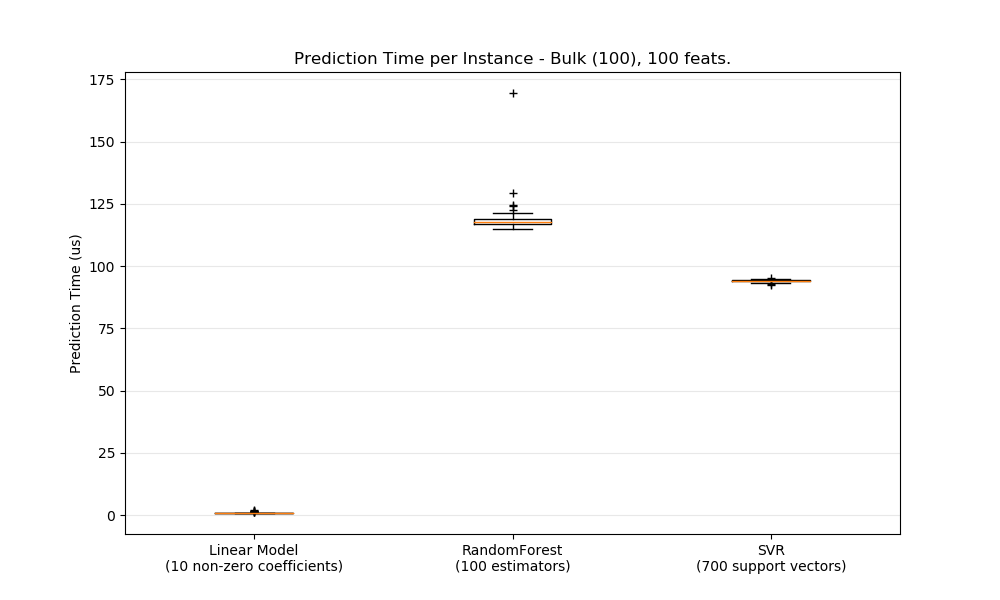 Prediction Time per Instance - Bulk (100), 100 feats.
175
150
125
100
75
50
25
0
Prediction Time (us)
Linear Model
(10 non-zero coefficients)
RandomForest
(100 estimators)
SVR
(700 support vectors)